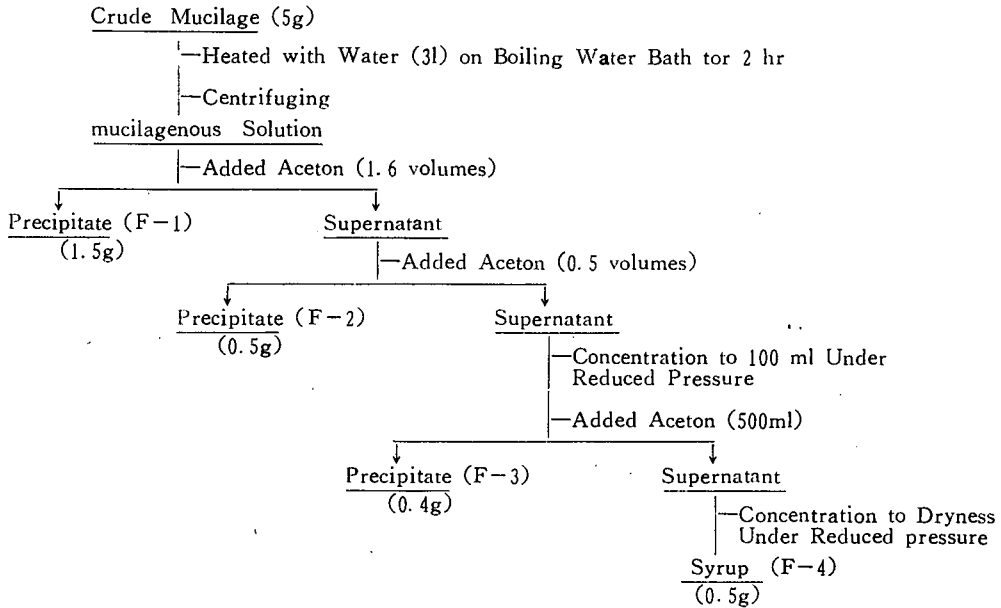 Crude Mucilage (5g)
Heated with Water (3l) on Boiling Water Bath tor 2 hr
Centrifuging
mucilagenous Solution
Added Aceton (1.6 volumes)
Precipitate (F-1)
(1.5g)
Supernatant
Added Aceton (0.5 volumes)
Precipitate (F-2)
(0.5g)
Supernatant
Concentration to 100 ml Under
Reduced Pressure
Added Aceton (500ml)
Precipitate (F-3)
(0.4g)
Supernatant
Concentration to Dryness
Under Reduced pressure
Syrup (F-4)
(0.5g)